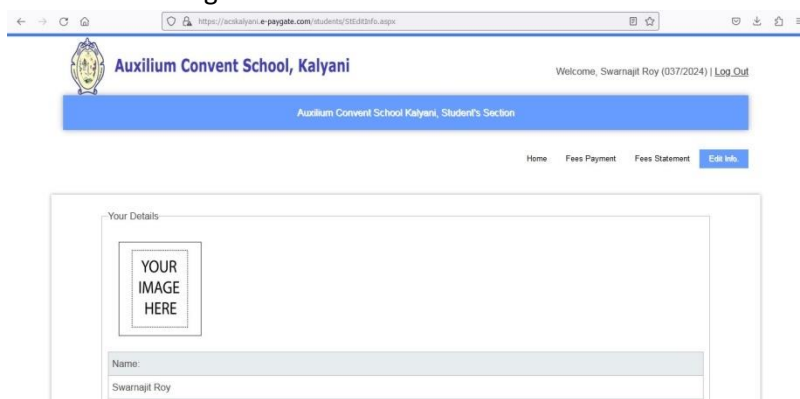 https://acskalyani.e-paygate.com/students/StEditInfo.aspx
Auxilium Convent School, Kalyani
Welcome, Swarnajit Roy (037/2024) | Log Out
Auxilium Convent School Kalyani, Student's Section
Home Fees Payment Fees Statement Edit Info.
Your Details
YOUR
IMAGE
HERE
Name:
Swarnajit Roy